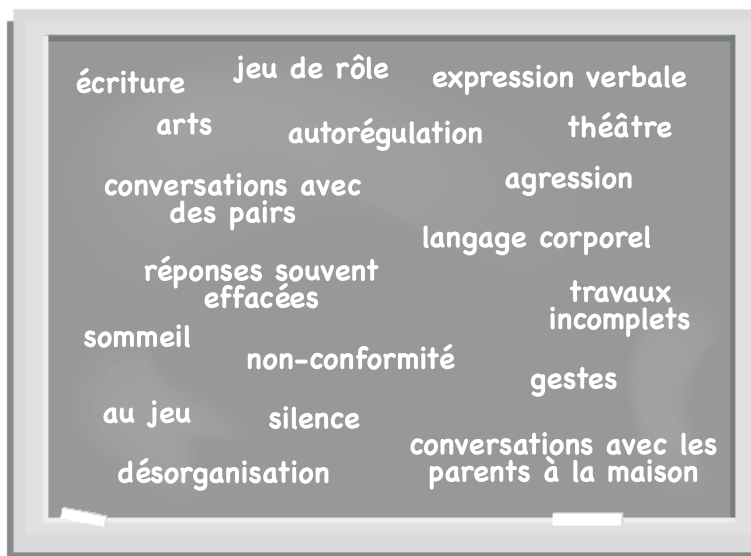 écriture
jeu de rôle
expression verbale
arts
autorégulation
théâtre
conversations avec
des pairs
agression
langage corporel
réponses souvent
effacées
travaux
incomplets
sommeil
non-conformité
gestes
au jeu
silence
conversations avec les
parents à la maison
désorganisation